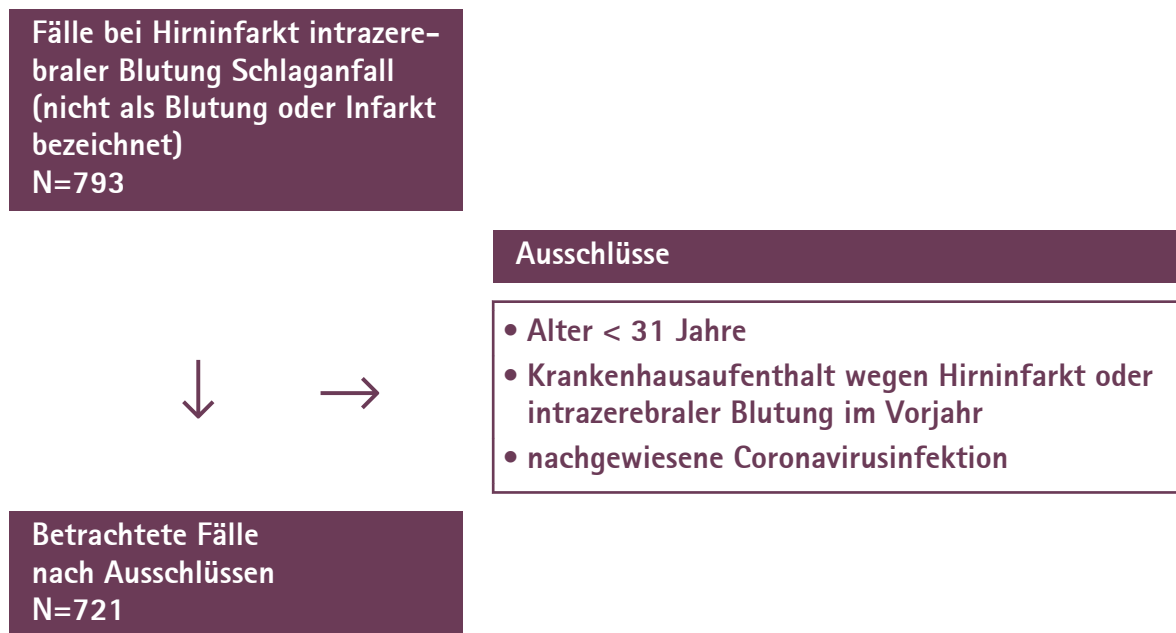 Fälle bei Hirninfarkt intrazere-
braler Blutung Schlaganfall
(nicht als Blutung oder Infarkt
bezeichnet)
N=793
Ausschlüsse
• Alter < 31 Jahre
• Krankenhausaufenthalt wegen Hirninfarkt oder
intrazerebraler Blutung im Vorjahr
• nachgewiesene Coronavirusinfektion
Betrachtete Fälle
nach Ausschlüssen
N=721